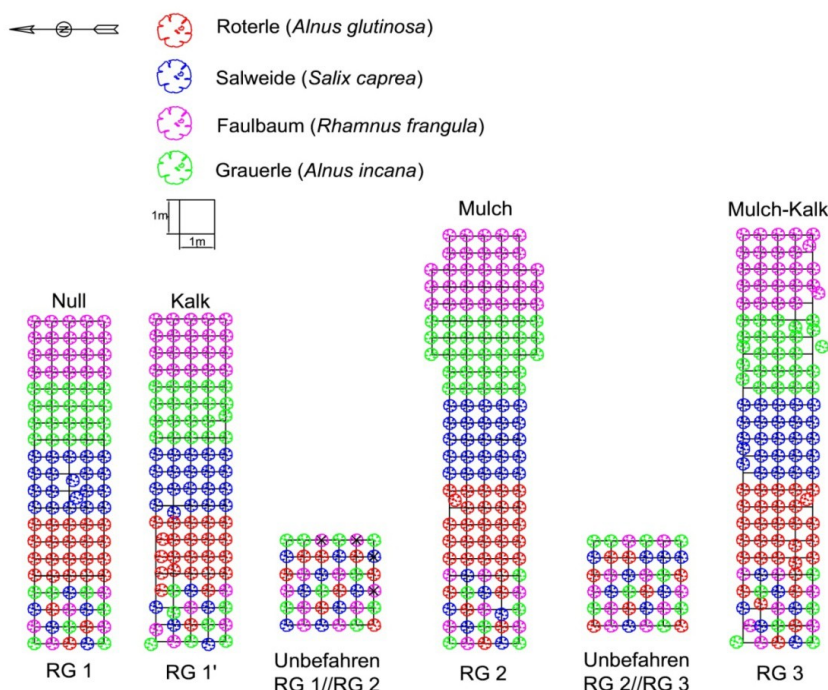 N
Roterle (Alnus glutinosa)
Salweide (Salix caprea)
Faulbaum (Rhamnus frangula)
Grauerle (Alnus incana)
1m
1m
Null
Kalk
Mulch
Mulch-Kalk
RG 1
RG 1'
Unbefahren
RG 1//RG 2
RG 2
Unbefahren
RG 2//RG 3
RG 3